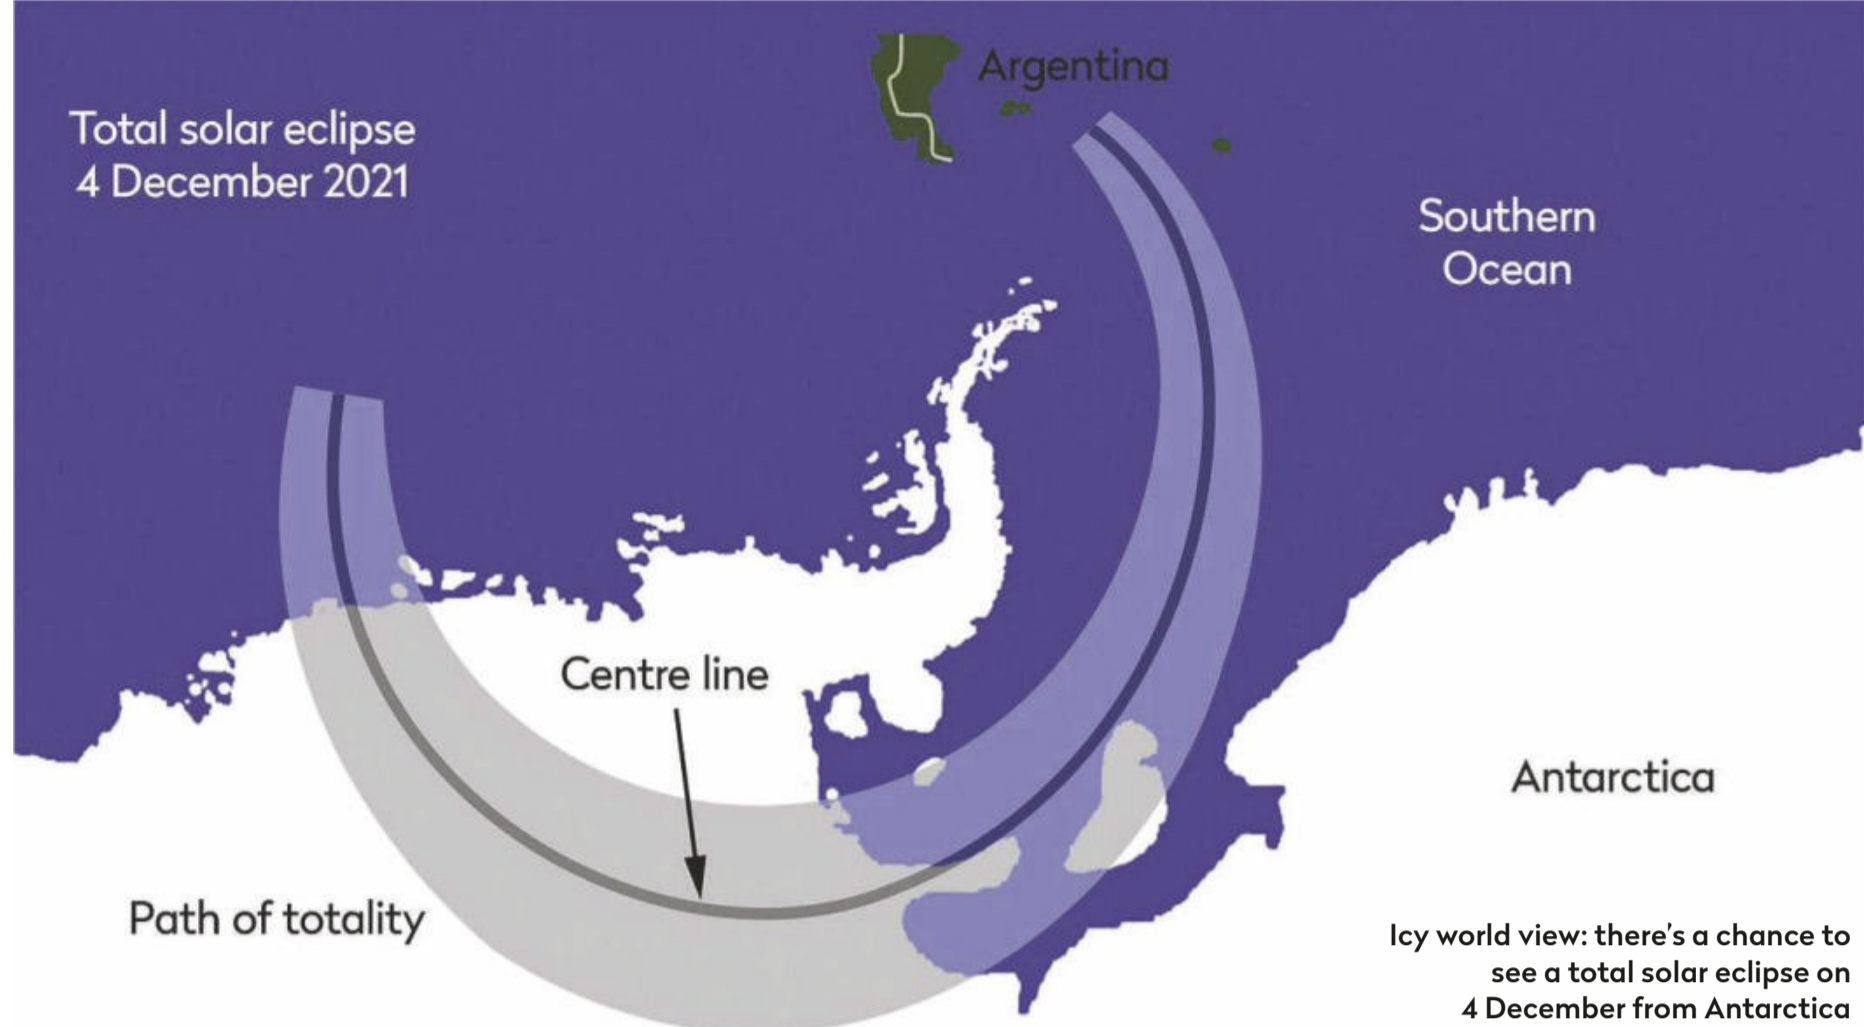 Argentina
Total solar eclipse
4 December 2021
Southern
Ocean
Centre line
Antarctica
Path of totality
Icy world view: there's a chance to
see a total solar eclipse on
4 December from Antarctica